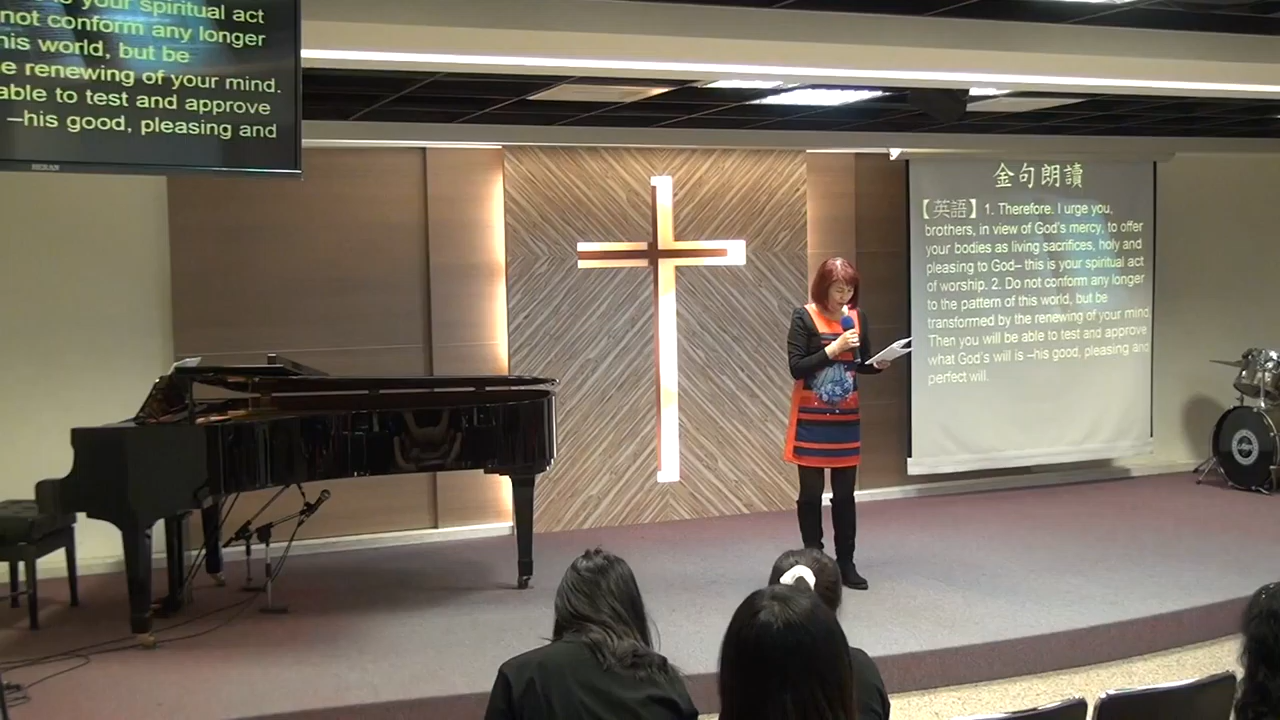 is your spiritual act
not conform any longer
his world, but be
e renewing of your mind.
able to test and approve
–his good, pleasing and
HERAN
金句朗讀
【英語】 1. Therefore. I urge you,
brothers, in view of God's mercy, to offer
your bodies as living sacrifices, holy and
pleasing to God– this is your spiritual act
of worship. 2. Do not conform any longer
to the pattern of this world, but be
transformed by the renewing of your mind
Then you will be able to test and approve
what God's will is –his good, pleasing and
perfect will.